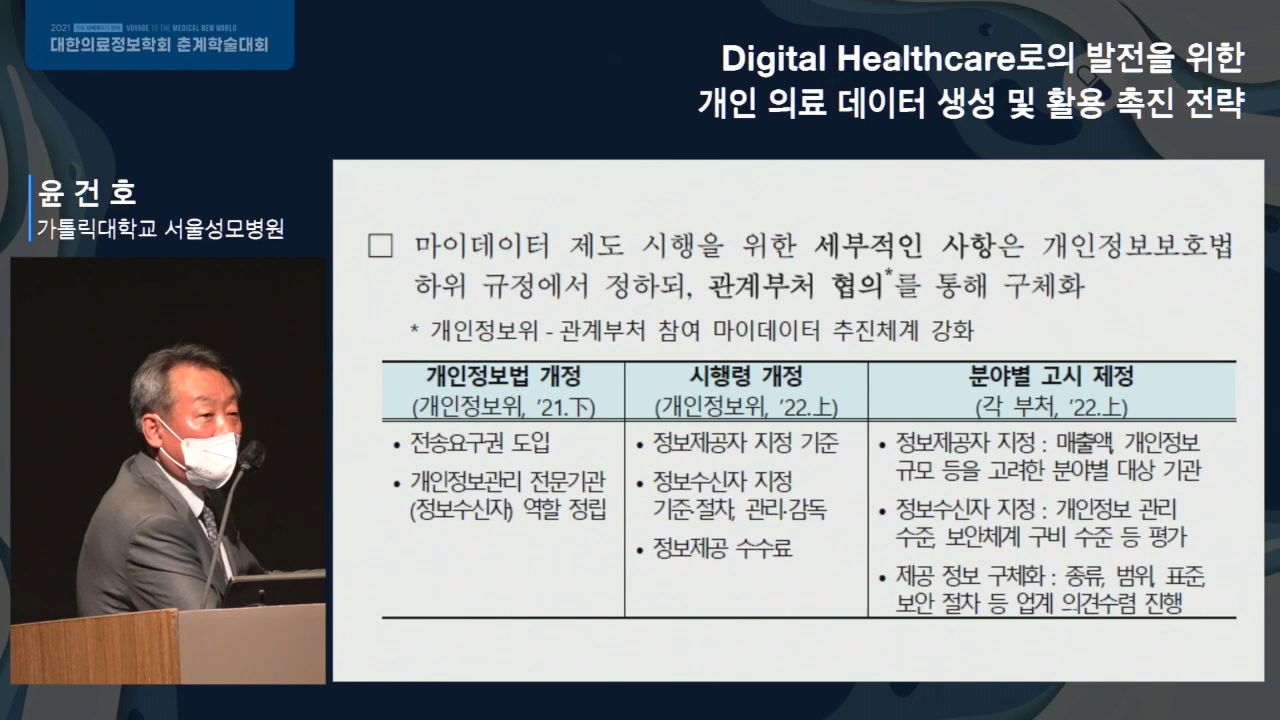 2021 VOYAGE TO THE MEDICAL NEW WORLD
대한의료정보학회 춘계학술대회
Digital Healthcare로의 발전을 위한
개인 의료 데이터 생성 및 활용 촉진 전략
윤 건 호
가톨릭대학교 서울성모병원
□ 마이데이터 제도 시행을 위한 세부적인 사항은 개인정보보호법
하위 규정에서 정하되, 관계부처 협의*를 통해 구체화
* 개인정보위 - 관계부처 참여 마이데이터 추진체계 강화
개인정보법 개정
(개인정보위, '21.下)
• 전송요구권 도입
• 개인정보관리 전문기관
(정보수신자) 역할 정립
시행령 개정
(개인정보위, '22.上)
• 정보제공자 지정 기준
• 정보수신자 지정
기준·절차, 관리·감독
• 정보제공 수수료
분야별 고시 제정
(각 부처, '22.上)
• 정보제공자 지정 : 매출액, 개인정보
규모 등을 고려한 분야별 대상 기관
• 정보수신자 지정 : 개인정보 관리
수준, 보안체계 구비 수준 등 평가
• 제공 정보 구체화 : 종류, 범위, 표준,
보안 절차 등 업계 의견수렴 진행